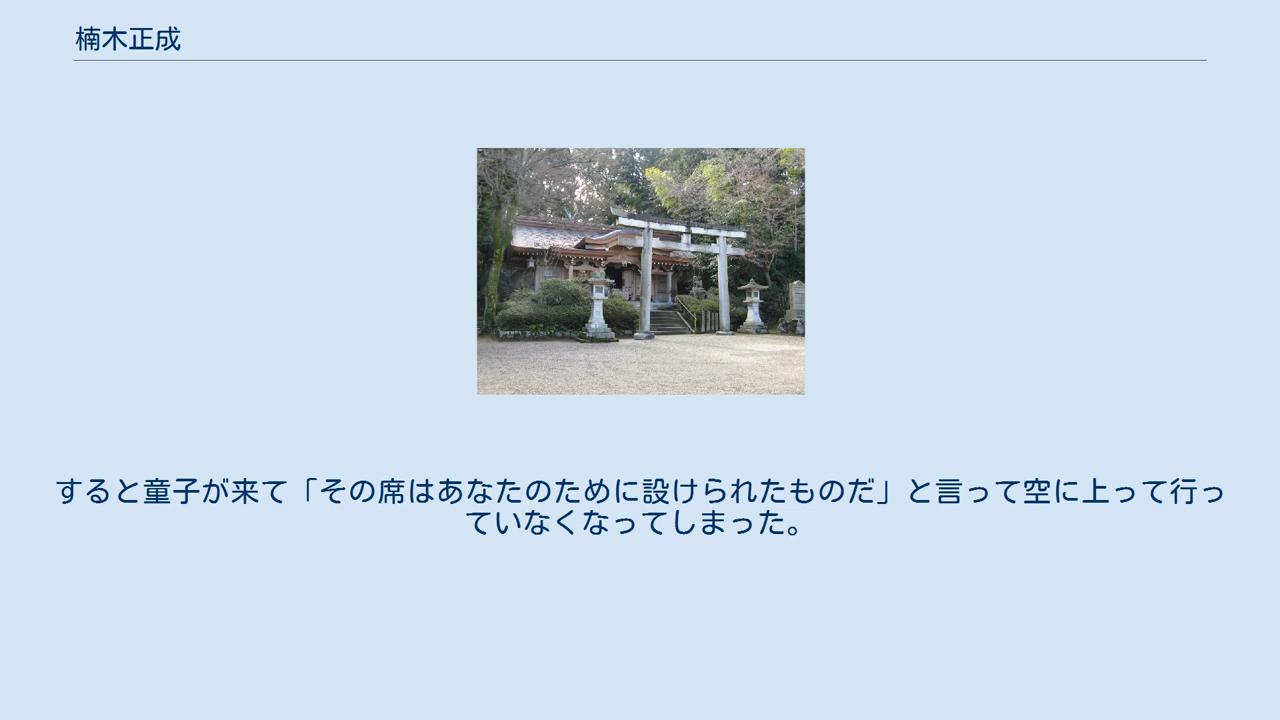 楠木正成
すると童子が来て「その席はあなたのために設けられたものだ」と言って空に上って行っ
ていなくなってしまった。